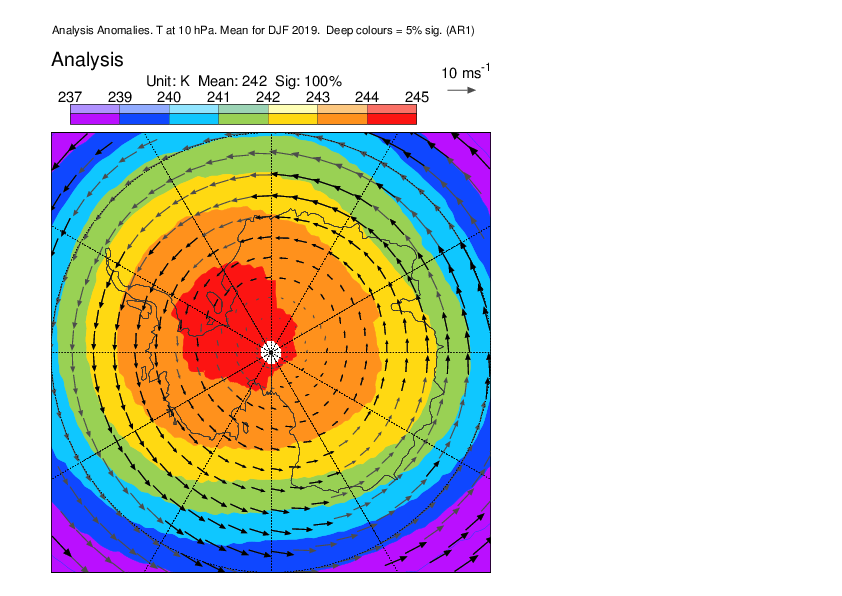 Analysis Anomalies. T at 10 hPa. Mean for DJF 2019. Deep colours = 5% sig. (AR1)
Analysis
10 ms-1
Unit: K Mean: 242 Sig: 100%
237 239 240 241 242 243 244 245